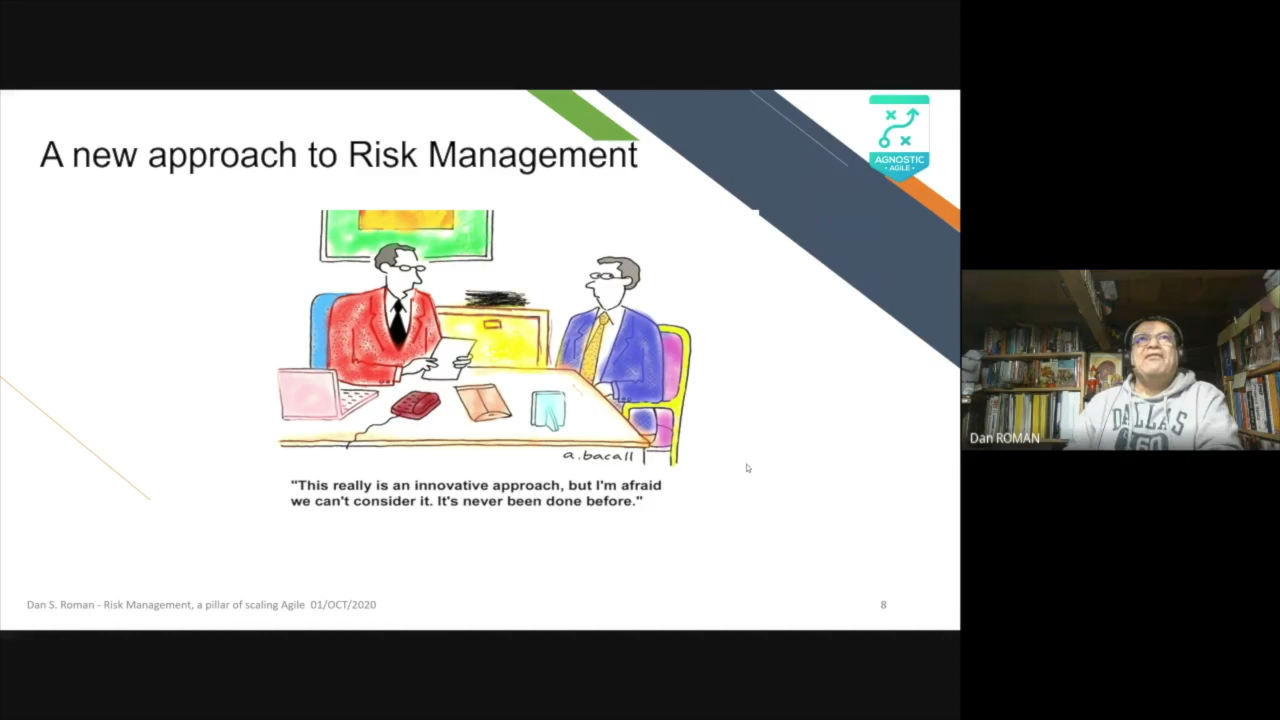 A new approach to Risk Management
AGNOSTIC
• AGILE •
a.bacall
"This really is an innovative approach, but I'm afraid
we can't consider it. It's never been done before."
Dan S. Roman - Risk Management, a pillar of scaling Agile 01/OCT/2020
8
DALLAS
60
Dan ROMAN